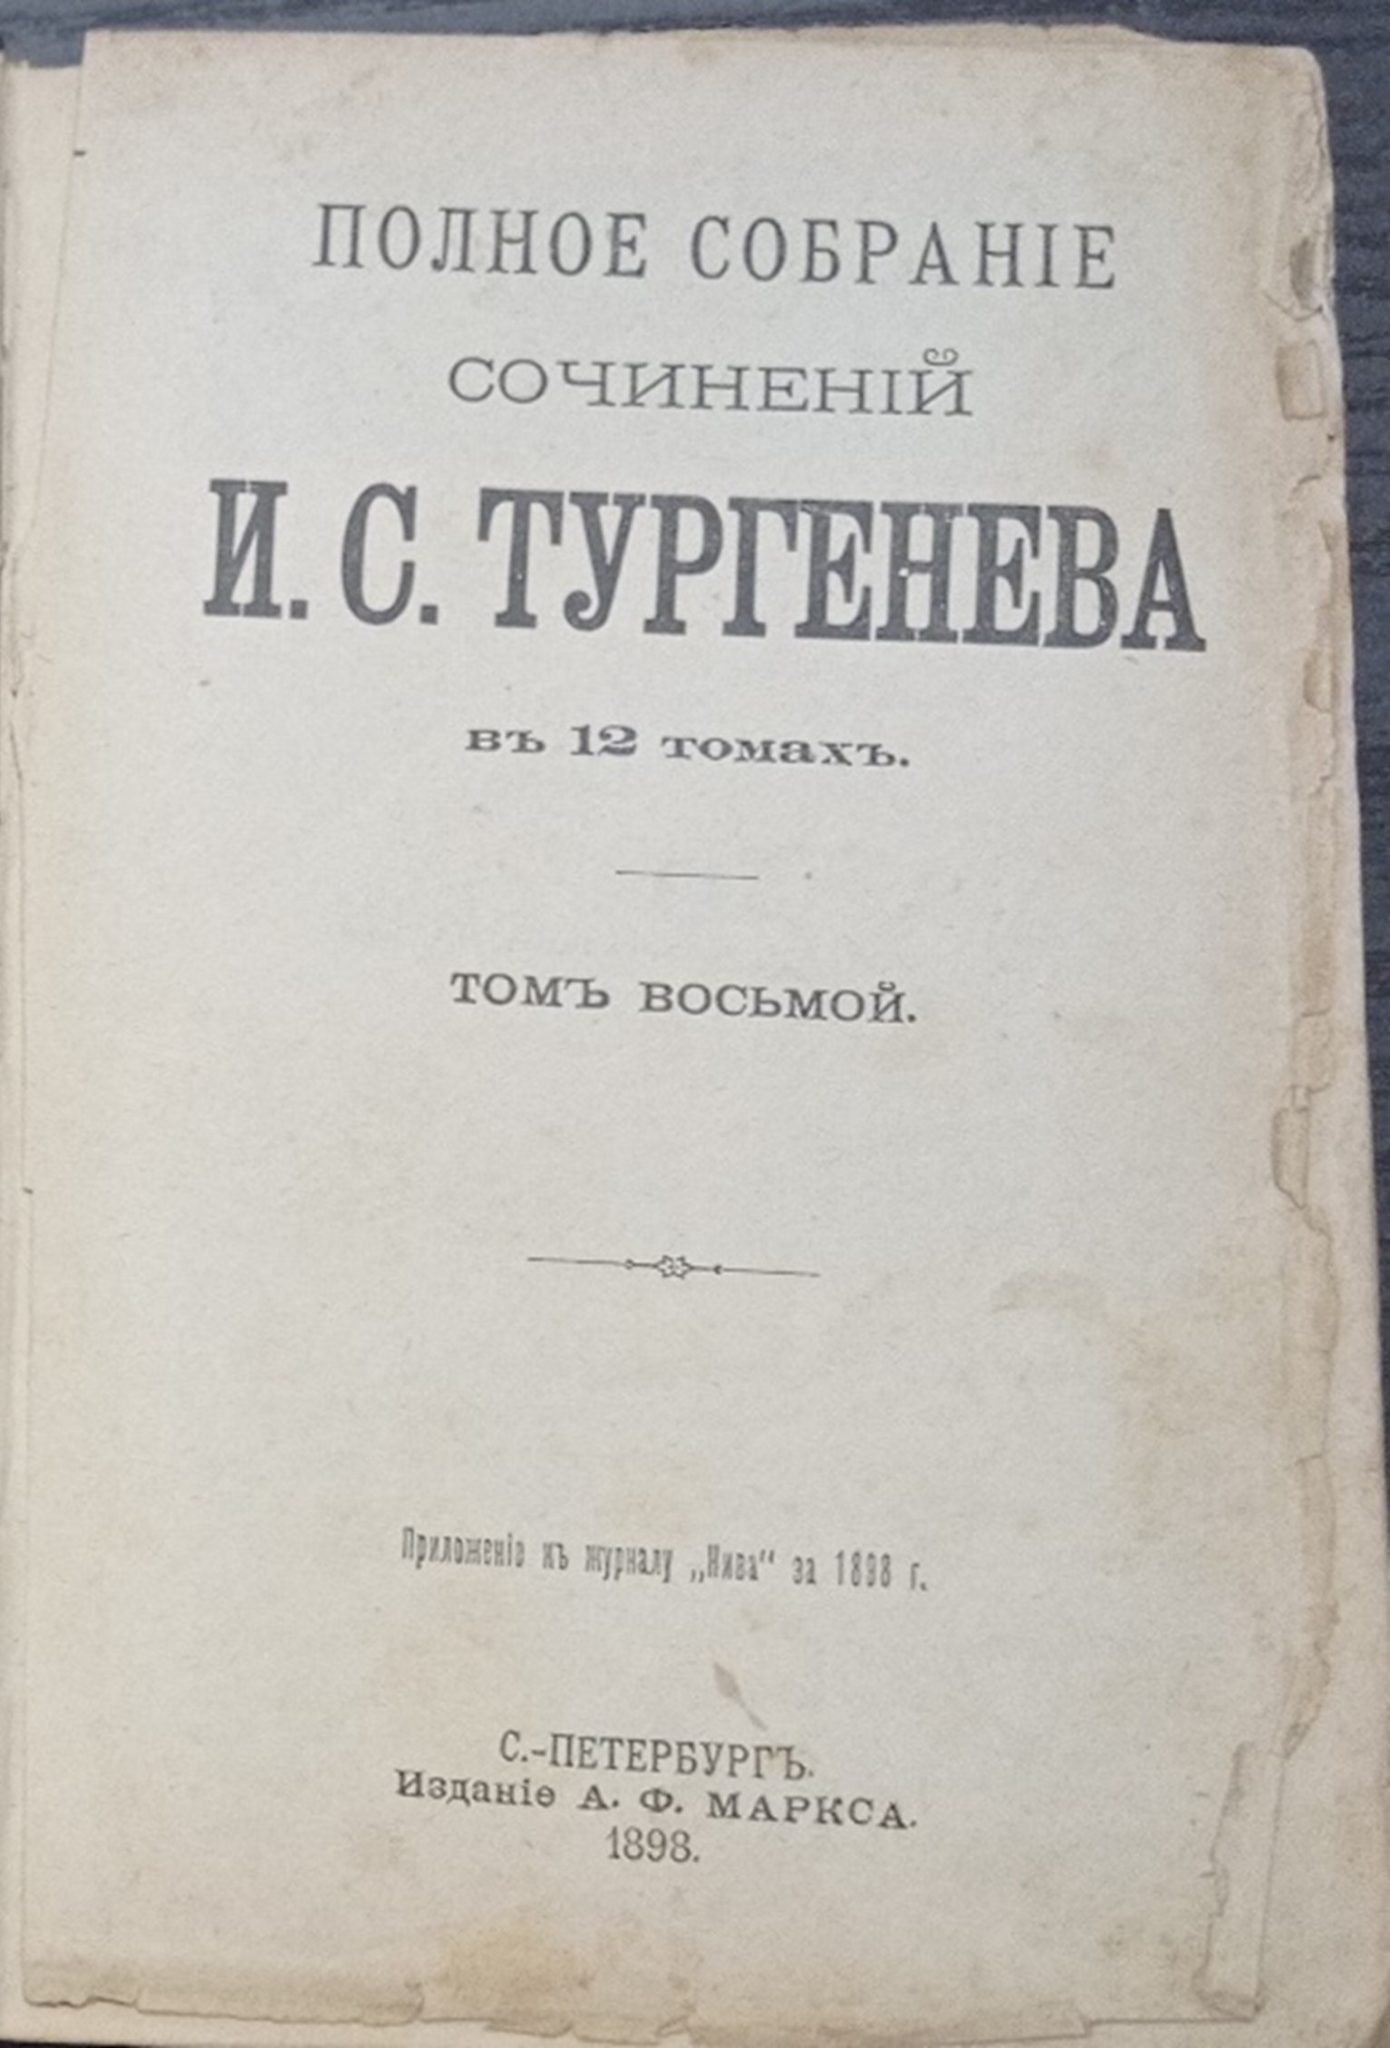 ПОЛНОЕ СОБРАНІЕ
СОЧИНЕНІЙ
И. С. ТУРГЕНЕВА
въ 12 томахъ.
ТОМЪ ВОСЬМОЙ.
Приложеніе къ журналу „Нива“ за 1898 г.
С.-ПЕТЕРБУРГЪ.
Изданіе А. Ф. МАРКСА.
1898.